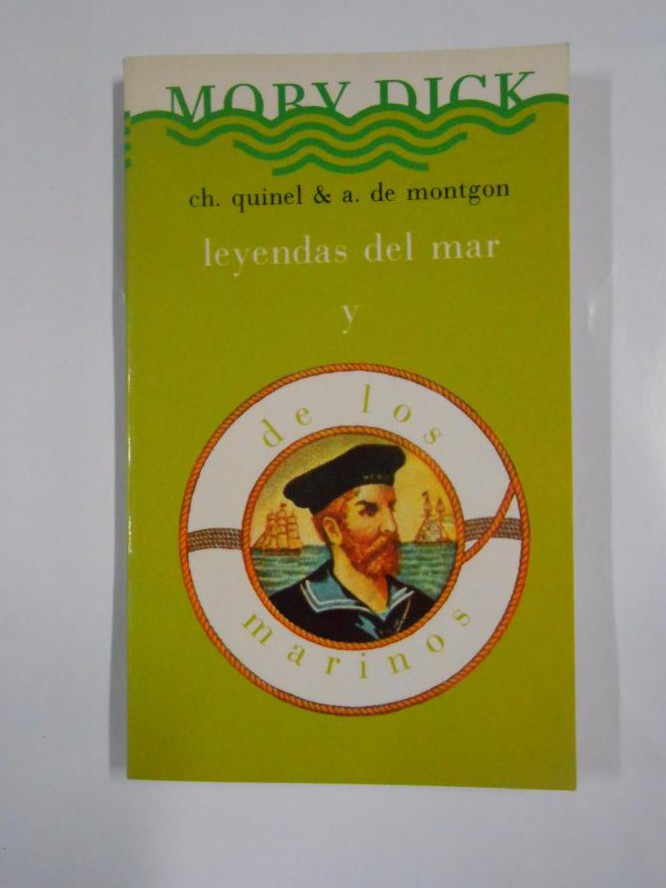 MOBY DICK
ch. quinel & a. de montgon
leyendas del mar
y
de los
marinos